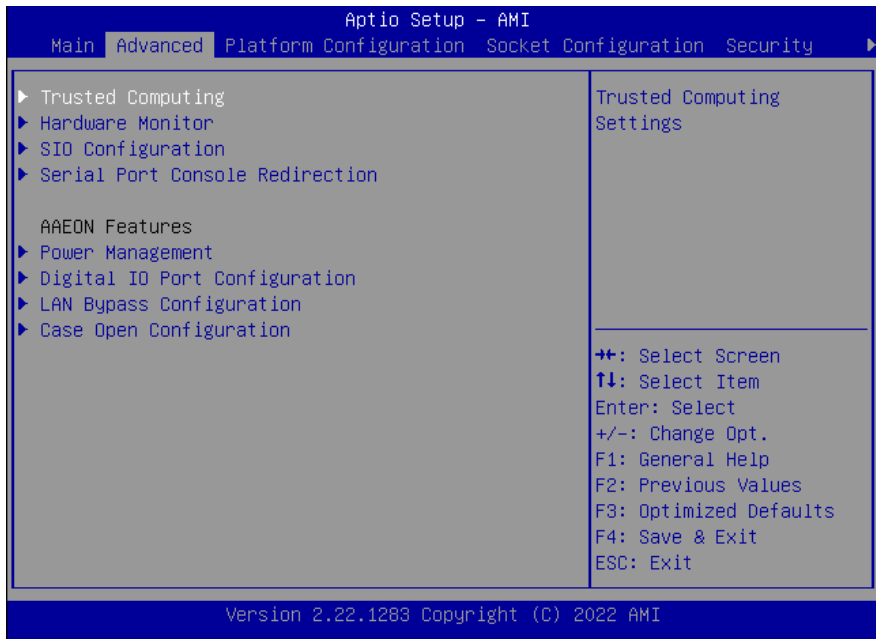 Aptio Setup – AMI
Main Advanced Platform Configuration Socket Configuration Security ▶
▶ Trusted Computing
▶ Hardware Monitor
▶ SIO Configuration
▶ Serial Port Console Redirection
AAEON Features
▶ Power Management
▶ Digital IO Port Configuration
▶ LAN Bypass Configuration
▶ Case Open Configuration
Trusted Computing
Settings
→←: Select Screen
↑↓: Select Item
Enter: Select
+/-: Change Opt.
F1: General Help
F2: Previous Values
F3: Optimized Defaults
F4: Save & Exit
ESC: Exit
Version 2.22.1283 Copyright (C) 2022 AMI